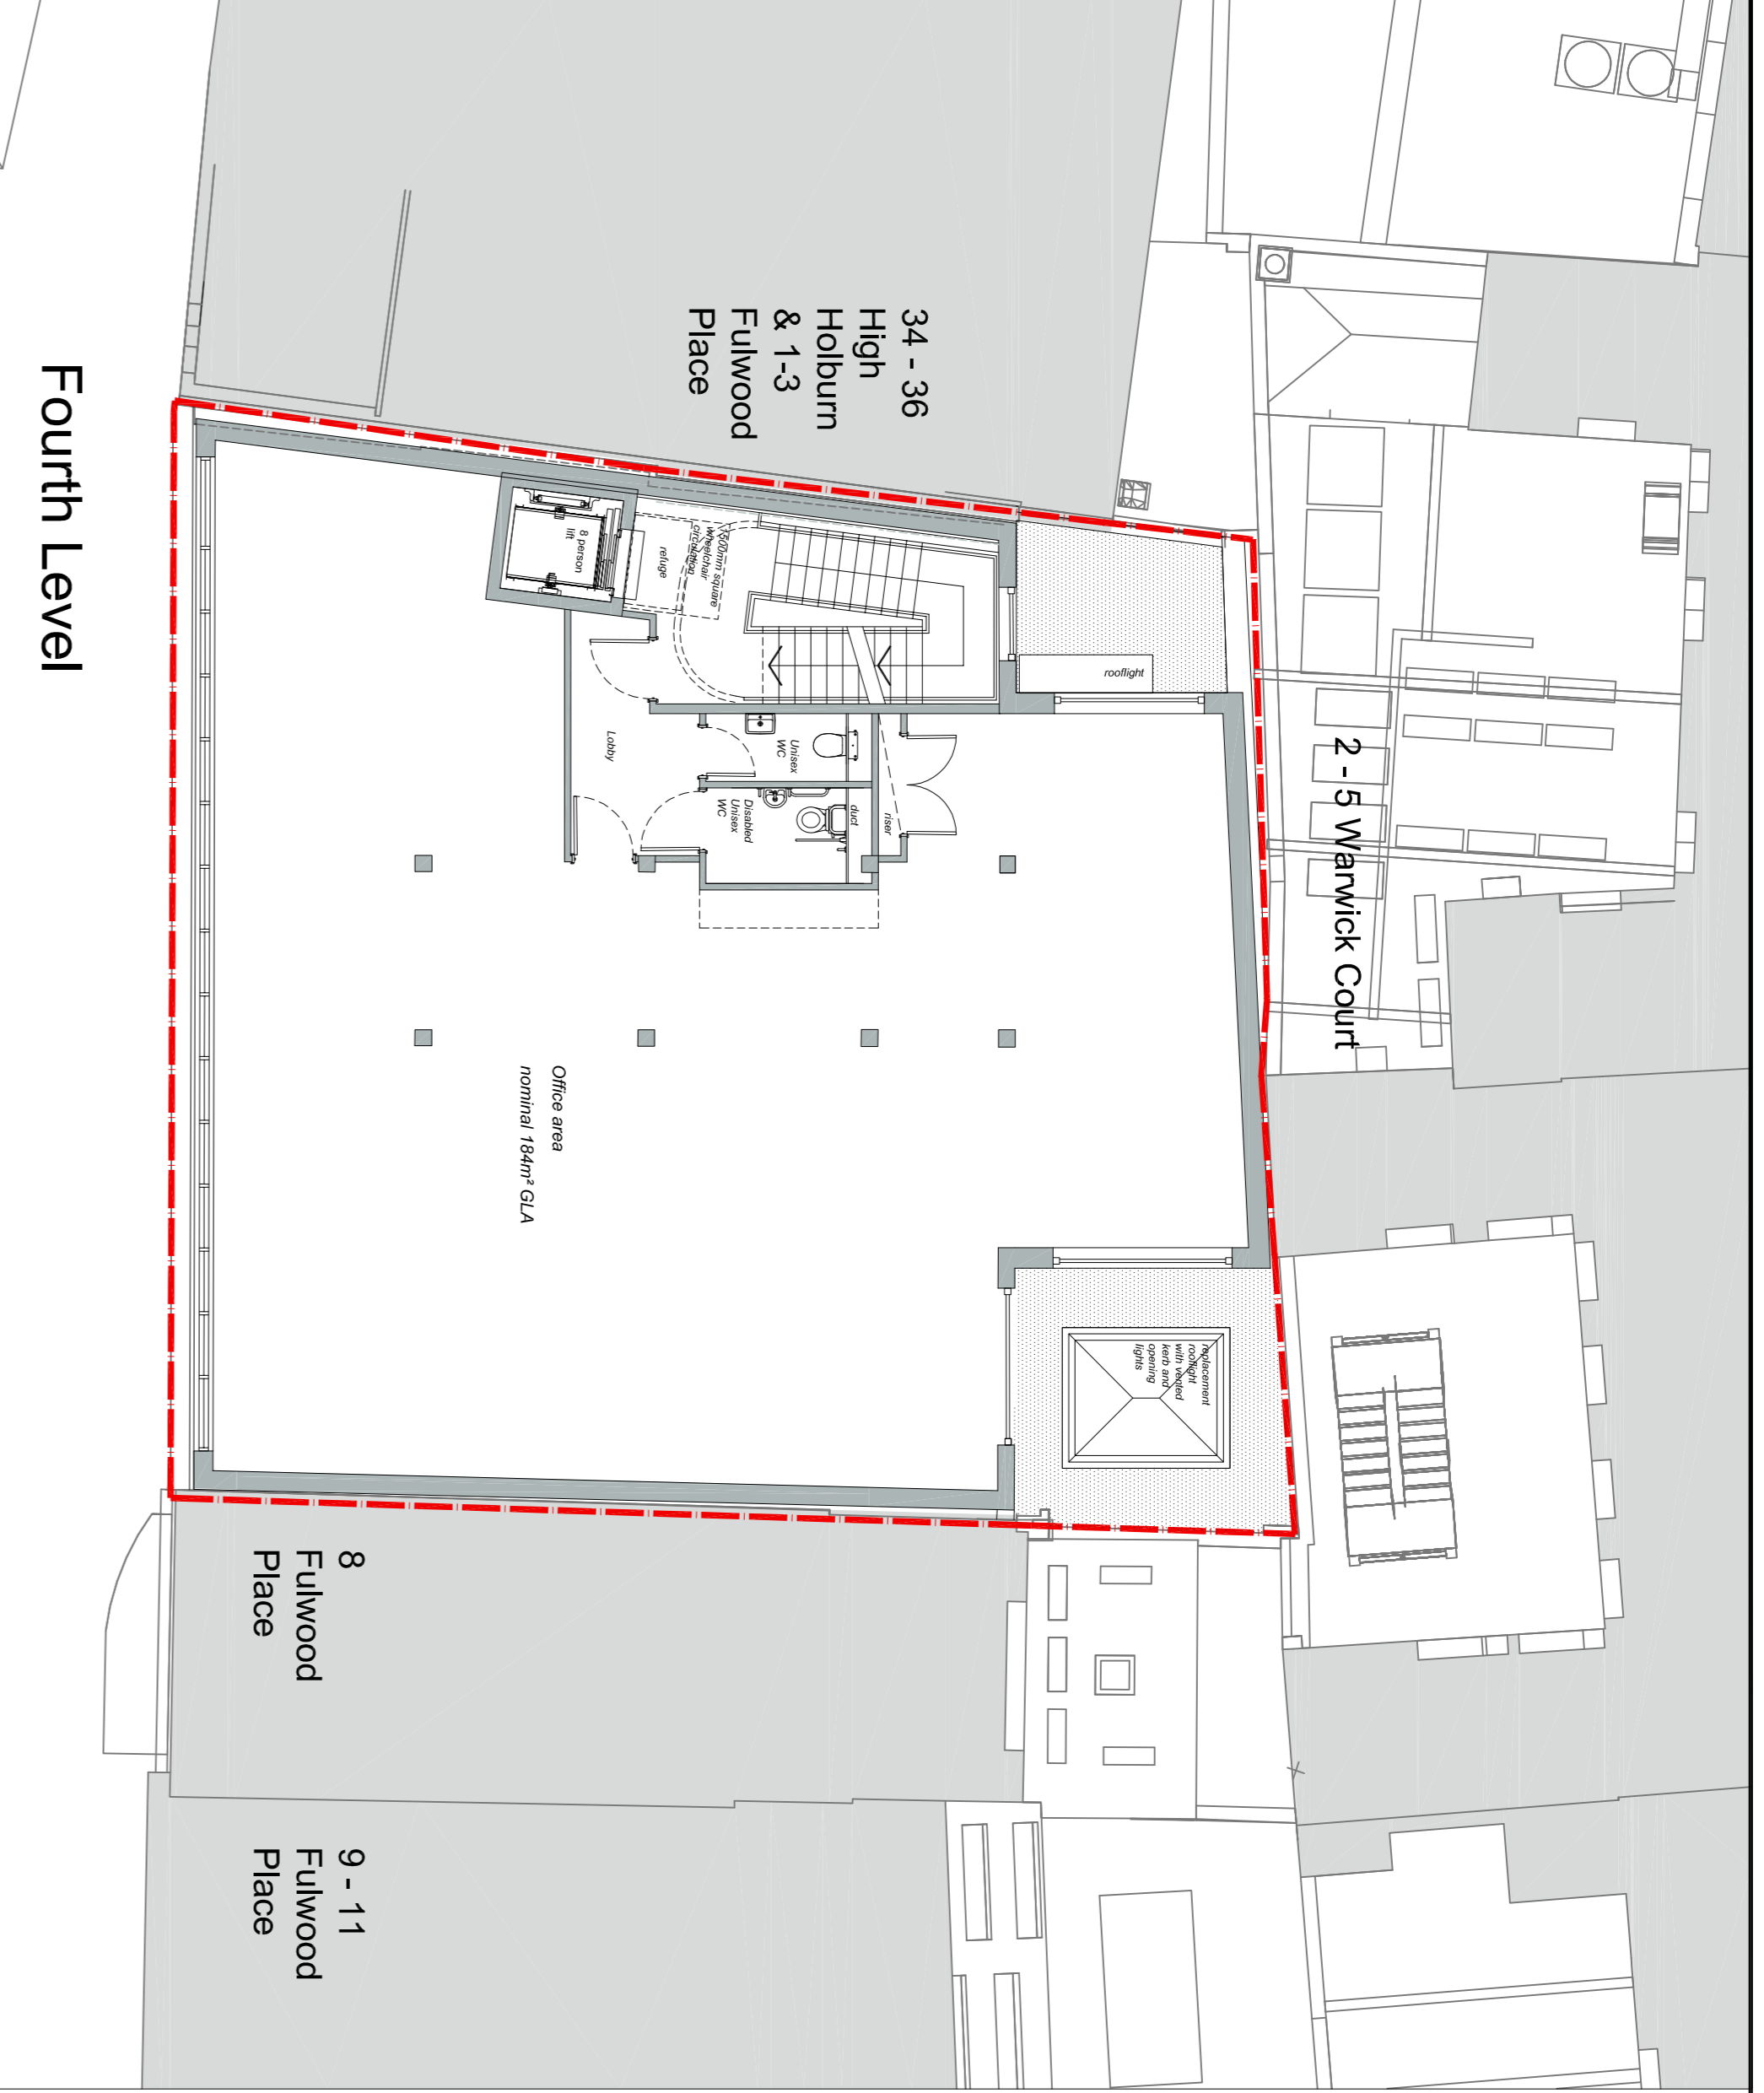 2 - 5 Warwick Court
34 - 36
High
Holburn
& 1-3
Fulwood
Place
rooflight
8 person
lift
refuge
1500mm square
wheelchair
circulation
Lobby
Unisex
WC
Disabled
Unisex
WC
duct
riser
Office area
nominal 184m² GLA
replacement
rooflight
with vented
kerb and
opening
lights
8
Fulwood
Place
9 - 11
Fulwood
Place
Fourth Level